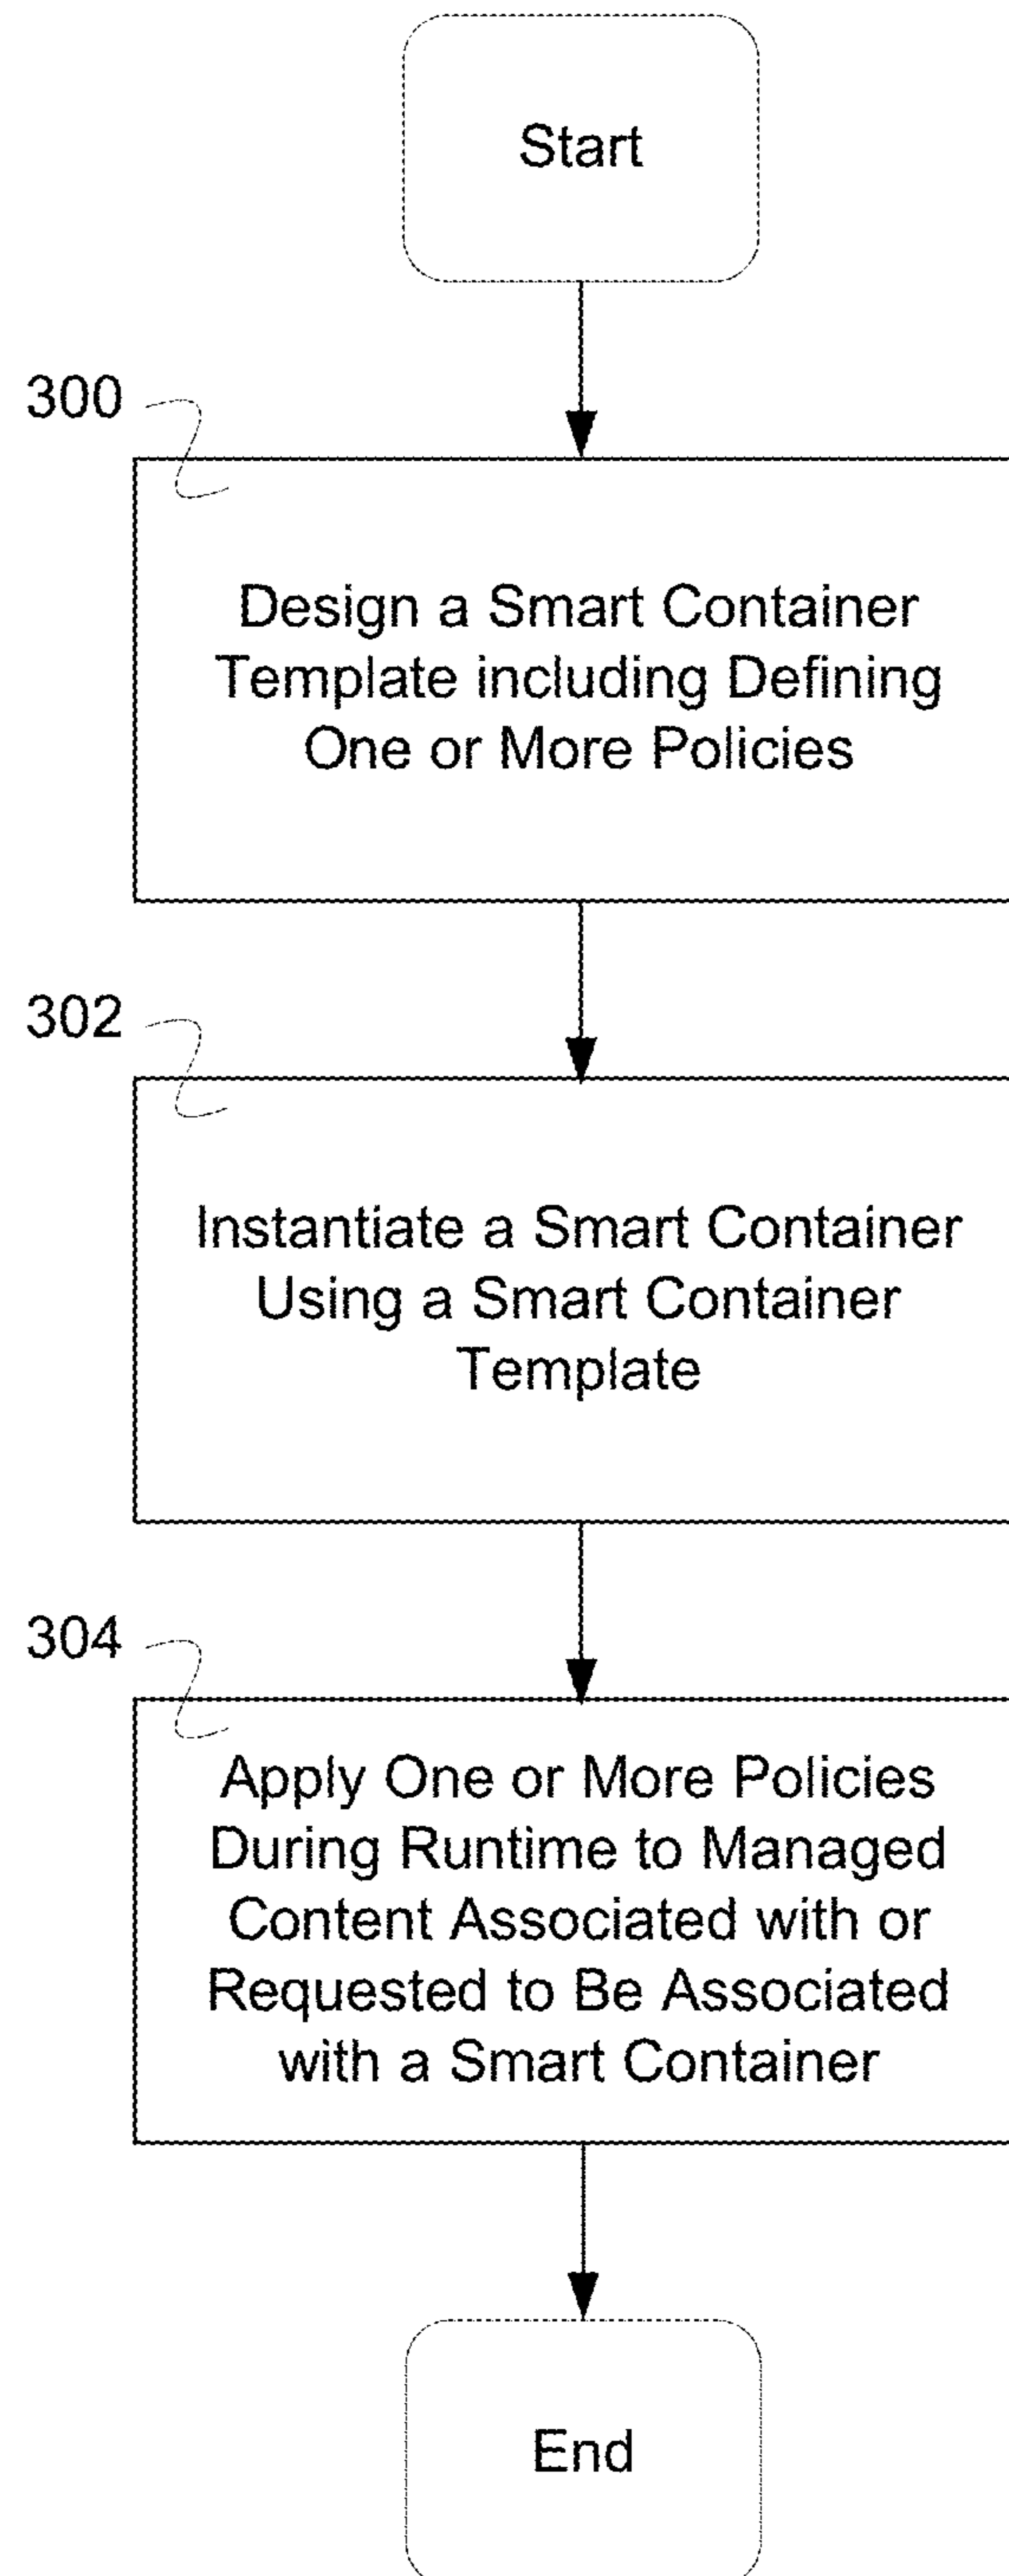 Start
300
Design a Smart Container
Template including Defining
One or More Policies
302
Instantiate a Smart Container
Using a Smart Container
Template
304
Apply One or More Policies
During Runtime to Managed
Content Associated with or
Requested to Be Associated
with a Smart Container
End